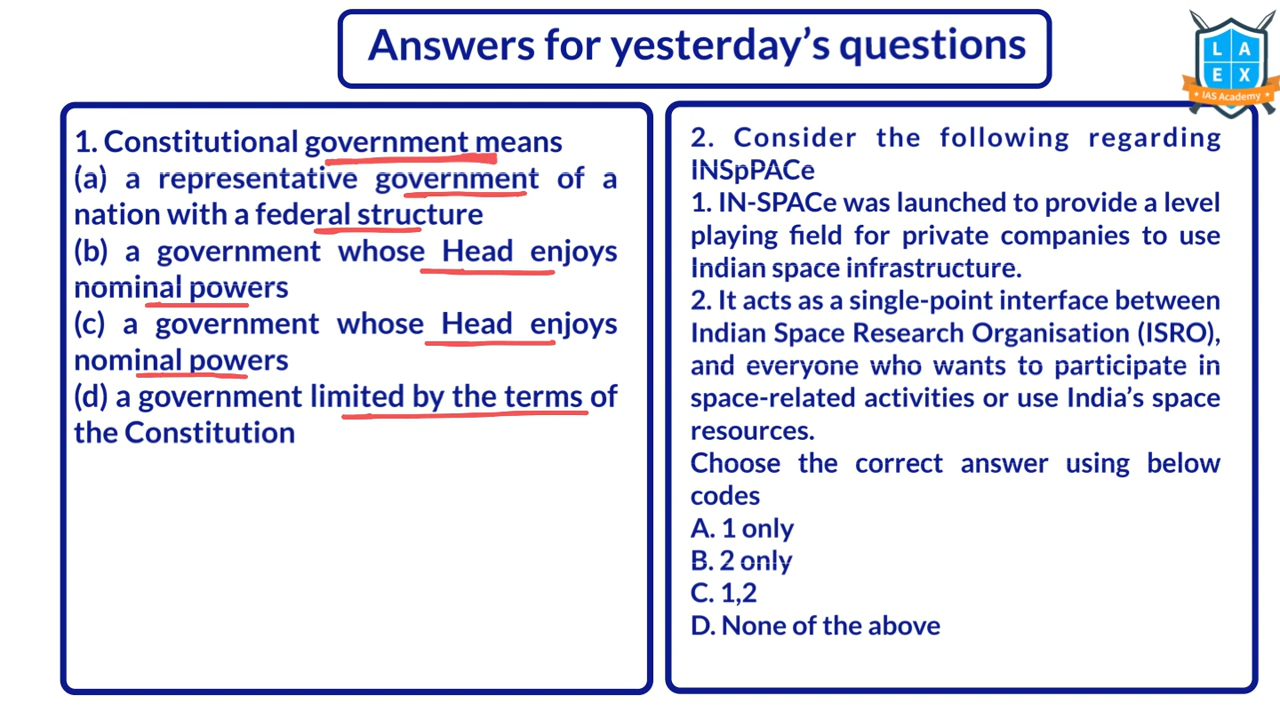 Answers for yesterday's questions
L A
E X
IAS Academy
1. Constitutional government means
(a) a representative government of a
nation with a federal structure
(b) a government whose Head enjoys
nominal powers
(c) a government whose Head enjoys
nominal powers
(d) a government limited by the terms of
the Constitution
2. Consider the following regarding
INSpPACe
1. IN-SPACe was launched to provide a level
playing field for private companies to use
Indian space infrastructure.
2. It acts as a single-point interface between
Indian Space Research Organisation (ISRO),
and everyone who wants to participate in
space-related activities or use India's space
resources.
Choose the correct answer using below
codes
A. 1 only
B. 2 only
C. 1,2
D. None of the above